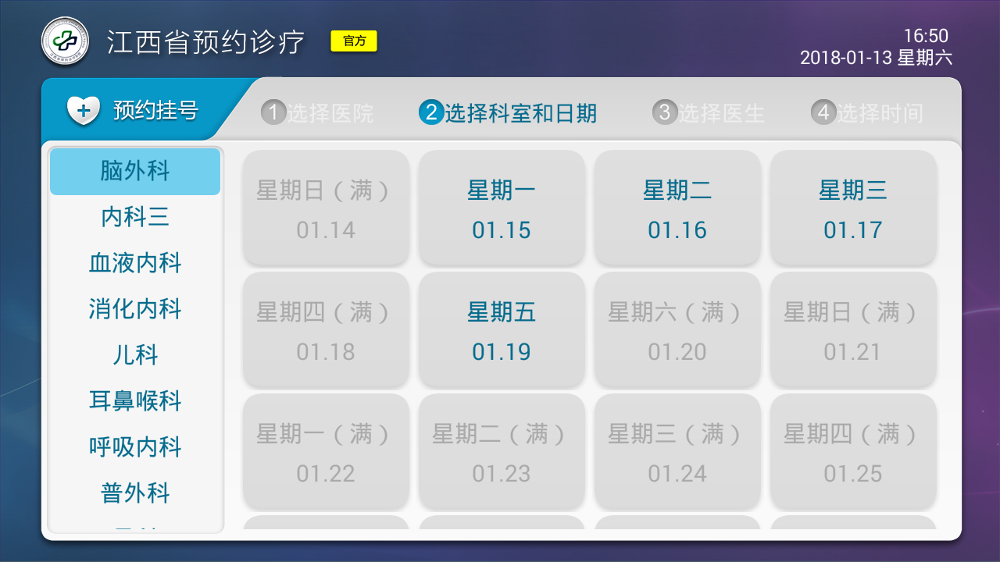 江西省预约诊疗
官方
16:50
2018-01-13 星期六
预约挂号
1选择医院
2选择科室和日期
3选择医生
4选择时间
脑外科
内科三
血液内科
消化内科
儿科
耳鼻喉科
呼吸内科
普外科
星期日（满）
01.14
星期一
01.15
星期二
01.16
星期三
01.17
星期四（满）
01.18
星期五
01.19
星期六（满）
01.20
星期日（满）
01.21
星期一（满）
01.22
星期二（满）
01.23
星期三（满）
01.24
星期四（满）
01.25